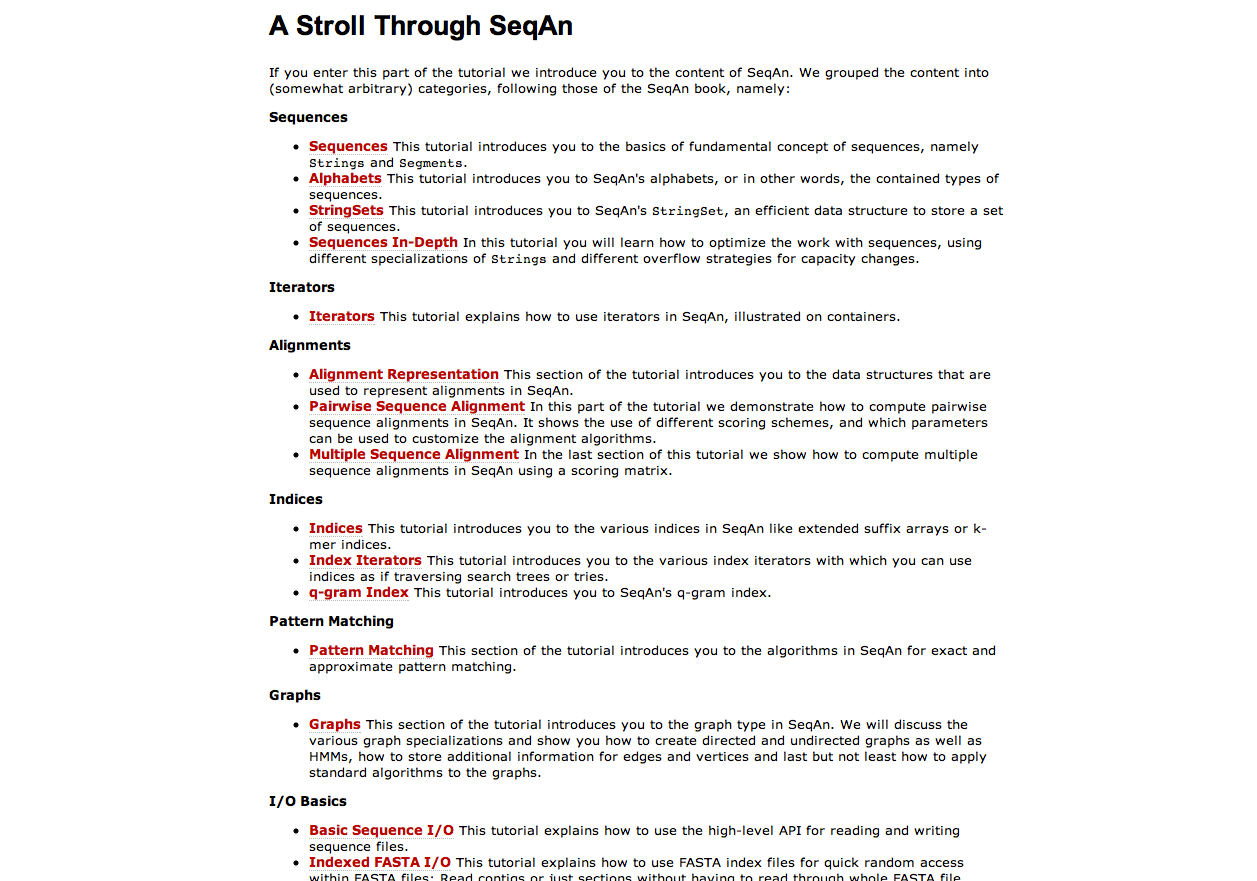 A Stroll Through SeqAn
If you enter this part of the tutorial we introduce you to the content of SeqAn. We grouped the content into
(somewhat arbitrary) categories, following those of the SeqAn book, namely:
Sequences
• Sequences This tutorial introduces you to the basics of fundamental concept of sequences, namely
Strings and Segments.
• Alphabets This tutorial introduces you to SeqAn's alphabets, or in other words, the contained types of
sequences.
• StringSets This tutorial introduces you to SeqAn's StringSet, an efficient data structure to store a set
of sequences.
• Sequences In-Depth In this tutorial you will learn how to optimize the work with sequences, using
different specializations of Strings and different overflow strategies for capacity changes.
Iterators
• Iterators This tutorial explains how to use iterators in SeqAn, illustrated on containers.
Alignments
• Alignment Representation This section of the tutorial introduces you to the data structures that are
used to represent alignments in SeqAn.
• Pairwise Sequence Alignment In this part of the tutorial we demonstrate how to compute pairwise
sequence alignments in SeqAn. It shows the use of different scoring schemes, and which parameters
can be used to customize the alignment algorithms.
• Multiple Sequence Alignment In the last section of this tutorial we show how to compute multiple
sequence alignments in SeqAn using a scoring matrix.
Indices
• Indices This tutorial introduces you to the various indices in SeqAn like extended suffix arrays or k-
mer indices.
• Index Iterators This tutorial introduces you to the various index iterators with which you can use
indices as if traversing search trees or tries.
• q-gram Index This tutorial introduces you to SeqAn's q-gram index.
Pattern Matching
• Pattern Matching This section of the tutorial introduces you to the algorithms in SeqAn for exact and
approximate pattern matching.
Graphs
• Graphs This section of the tutorial introduces you to the graph type in SeqAn. We will discuss the
various graph specializations and show you how to create directed and undirected graphs as well as
HMMs, how to store additional information for edges and vertices and last but not least how to apply
standard algorithms to the graphs.
I/O Basics
• Basic Sequence I/O This tutorial explains how to use the high-level API for reading and writing
sequence files.
• Indexed FASTA I/O This tutorial explains how to use FASTA index files for quick random access
within FASTA files: Read contigs or just sections without having to read through whole FASTA file.